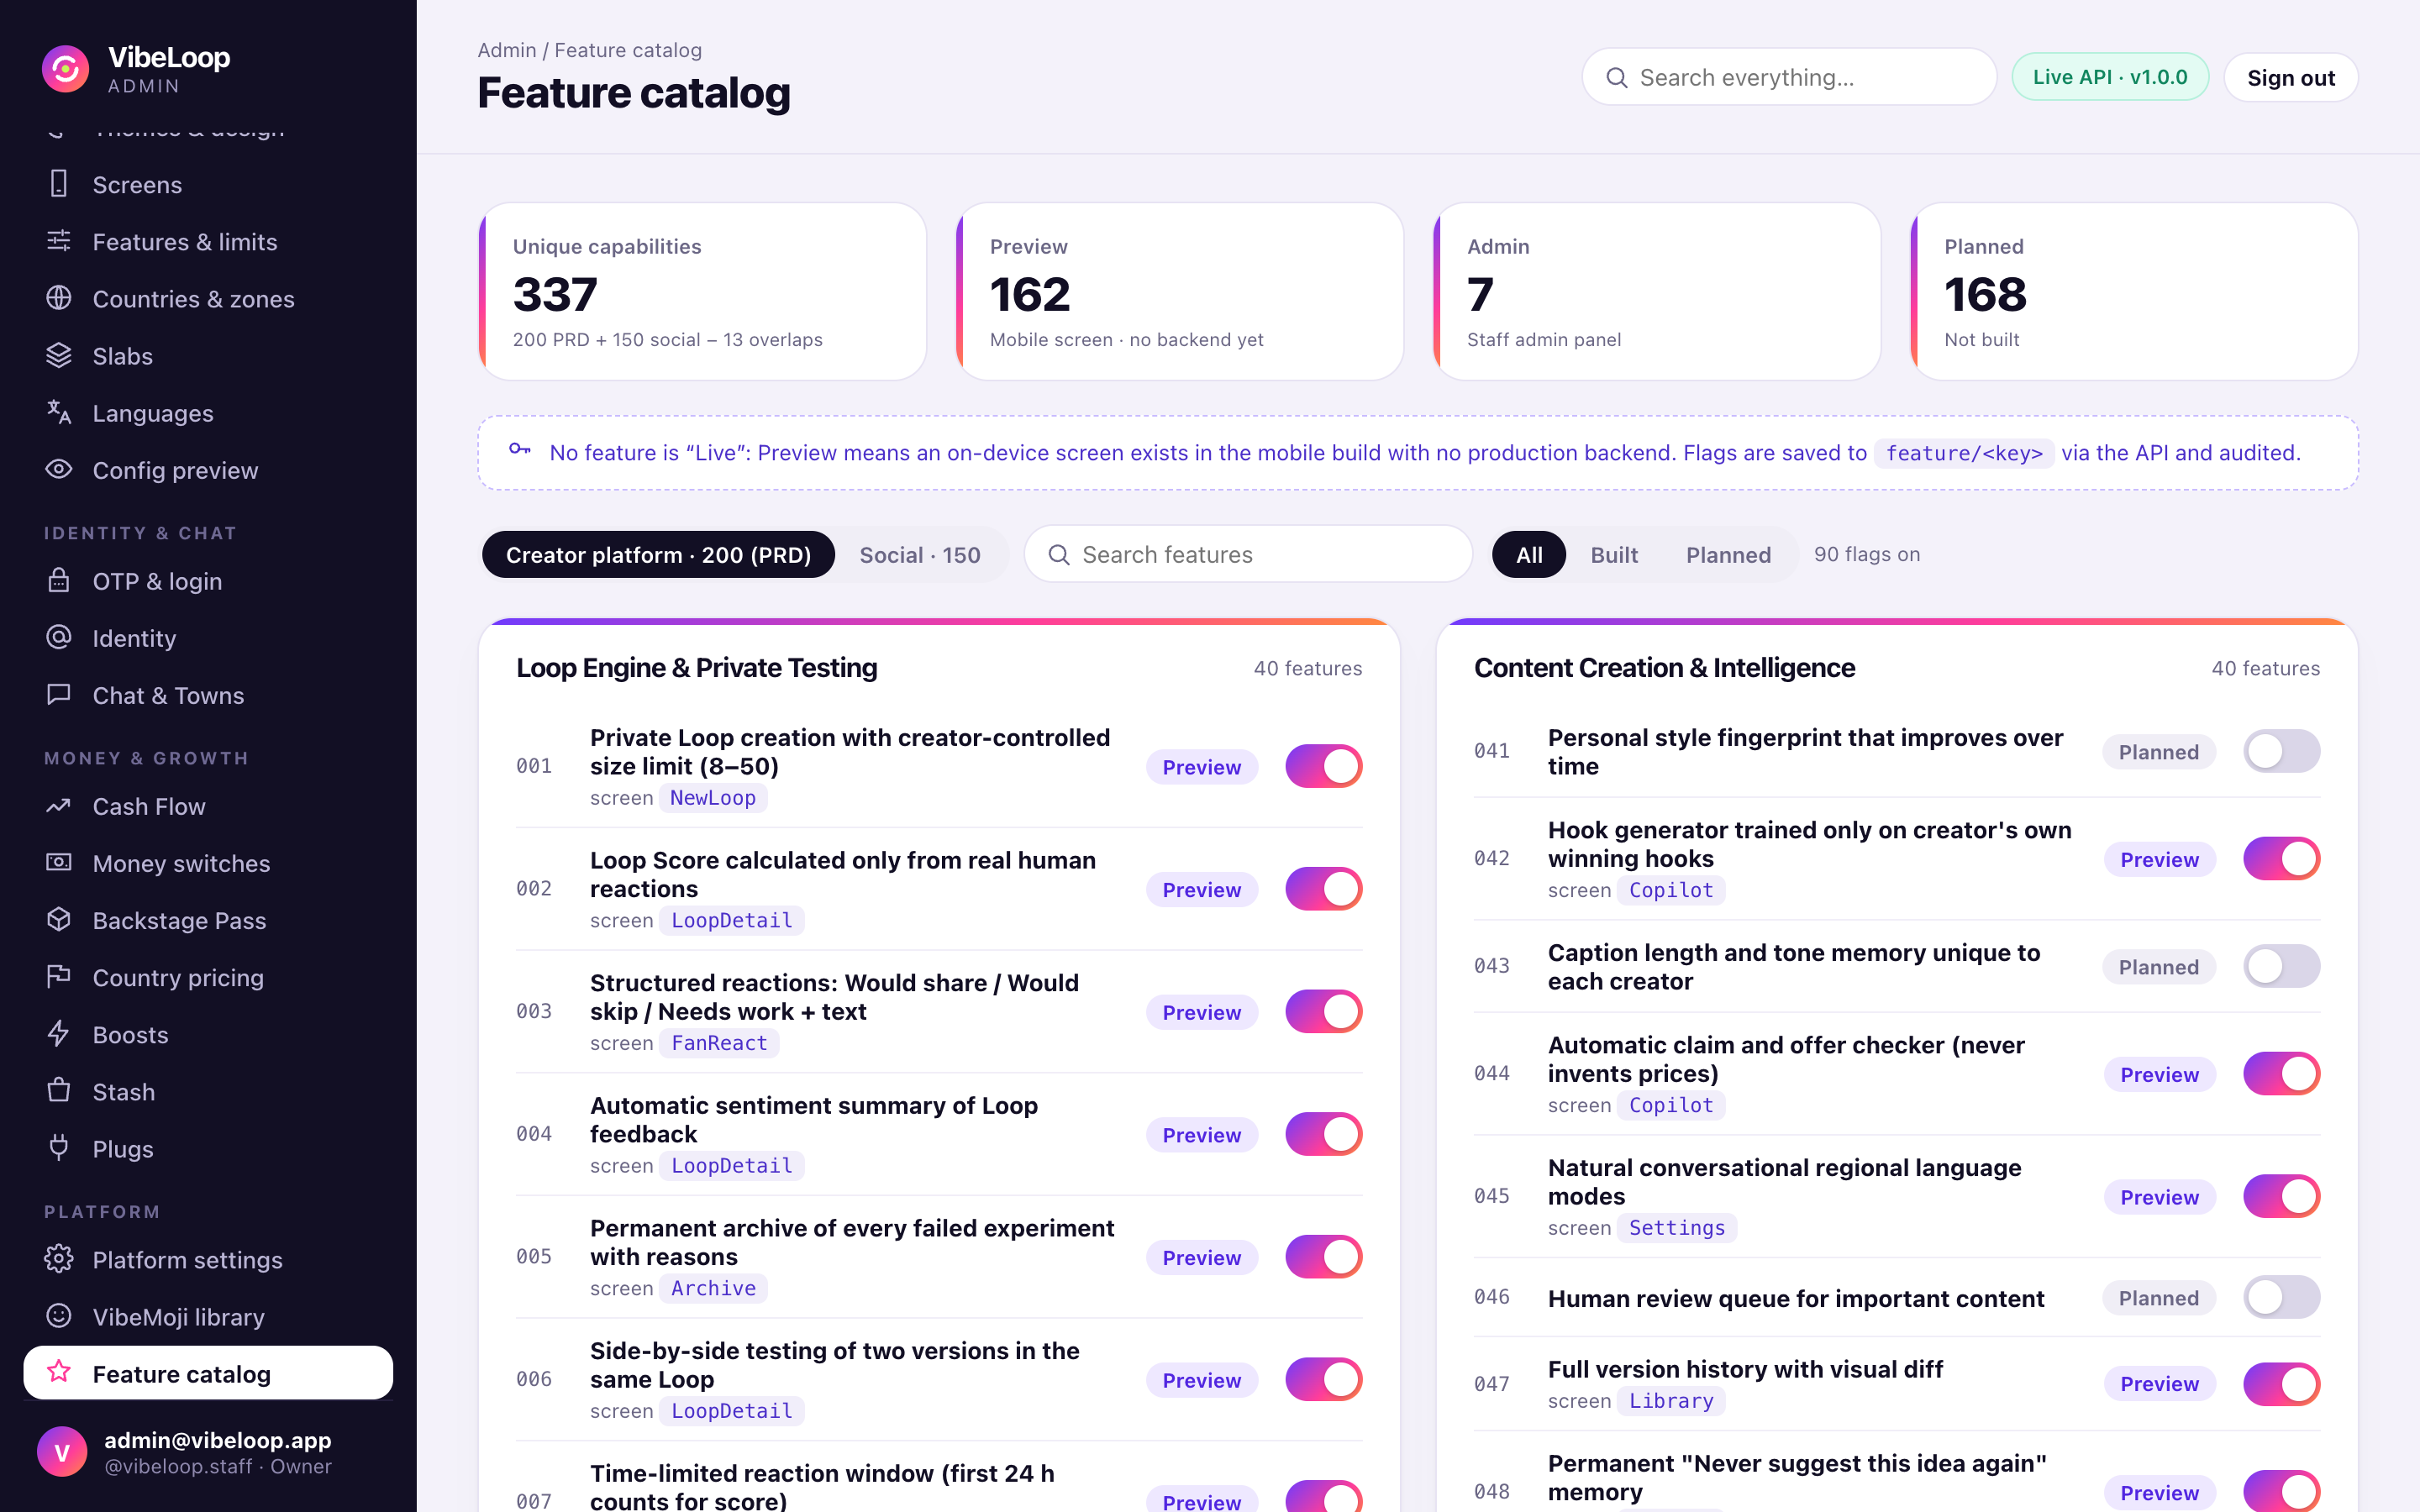 VibeLoop
ADMIN
Themes & design
Screens
Features & limits
Countries & zones
Slabs
Languages
Config preview
IDENTITY & CHAT
OTP & login
Identity
Chat & Towns
MONEY & GROWTH
Cash Flow
Money switches
Backstage Pass
Country pricing
Boosts
Stash
Plugs
PLATFORM
Platform settings
VibeMoji library
Feature catalog
V
admin@vibeloop.app
@vibeloop.staff · Owner
Admin / Feature catalog
Feature catalog
Search everything...
Live API · v1.0.0
Sign out
Unique capabilities
337
200 PRD + 150 social – 13 overlaps
Preview
162
Mobile screen · no backend yet
Admin
7
Staff admin panel
Planned
168
Not built
No feature is “Live”: Preview means an on-device screen exists in the mobile build with no production backend. Flags are saved to feature/<key> via the API and audited.
Creator platform · 200 (PRD)
Social · 150
Search features
All
Built
Planned
90 flags on
Loop Engine & Private Testing
40 features
001
Private Loop creation with creator-controlled
size limit (8–50)
screen NewLoop
Preview
002
Loop Score calculated only from real human
reactions
screen LoopDetail
Preview
003
Structured reactions: Would share / Would
skip / Needs work + text
screen FanReact
Preview
004
Automatic sentiment summary of Loop
feedback
screen LoopDetail
Preview
005
Permanent archive of every failed experiment
with reasons
screen Archive
Preview
006
Side-by-side testing of two versions in the
same Loop
screen LoopDetail
Preview
007
Time-limited reaction window (first 24 h
counts for score)
Preview
Content Creation & Intelligence
40 features
041
Personal style fingerprint that improves over
time
Planned
042
Hook generator trained only on creator's own
winning hooks
screen Copilot
Preview
043
Caption length and tone memory unique to
each creator
Planned
044
Automatic claim and offer checker (never
invents prices)
screen Copilot
Preview
045
Natural conversational regional language
modes
screen Settings
Preview
046
Human review queue for important content
Planned
047
Full version history with visual diff
screen Library
Preview
048
Permanent "Never suggest this idea again"
memory
Preview